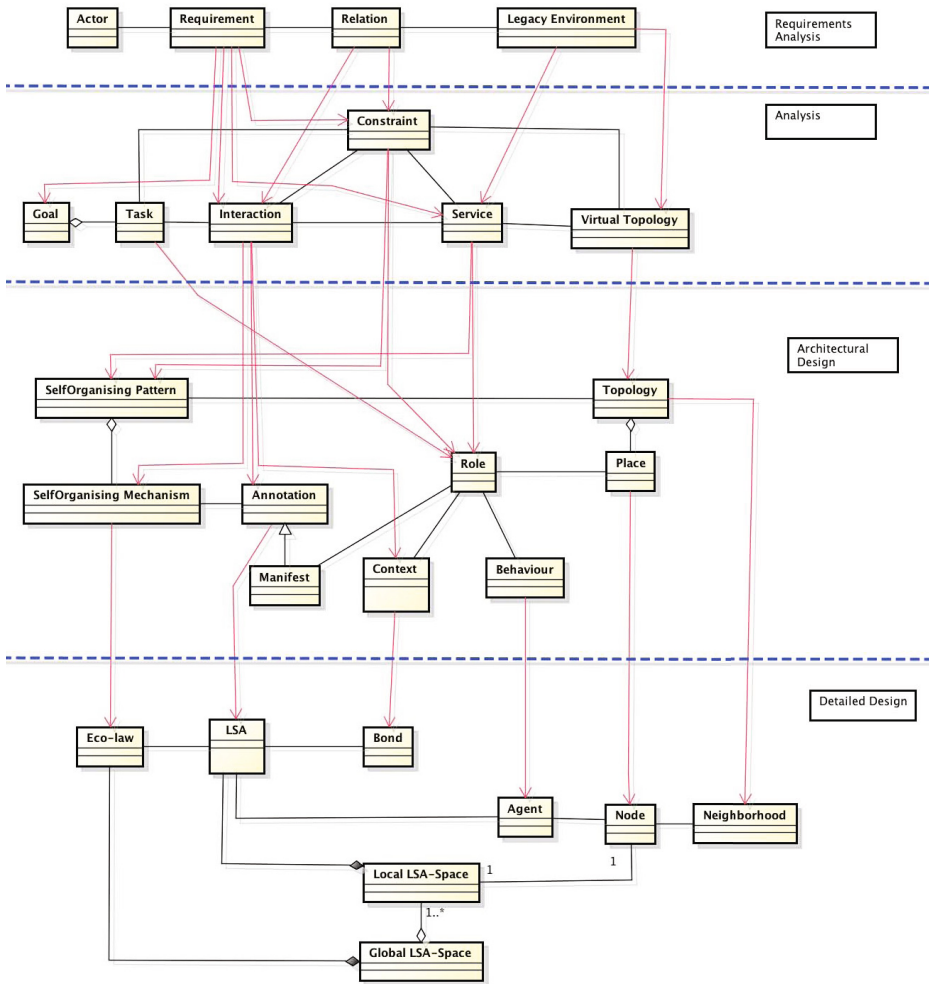 Actor
Requirement
Relation
Legacy Environment
Requirements
Analysis
Constraint
Analysis
Goal
Task
Interaction
Service
Virtual Topology
Architectural
Design
SelfOrganising Pattern
Topology
Role
Place
SelfOrganising Mechanism
Annotation
Manifest
Context
Behaviour
Detailed Design
Eco-law
LSA
Bond
Agent
Node
Neighborhood
1
1
Local LSA-Space
1..*
Global LSA-Space